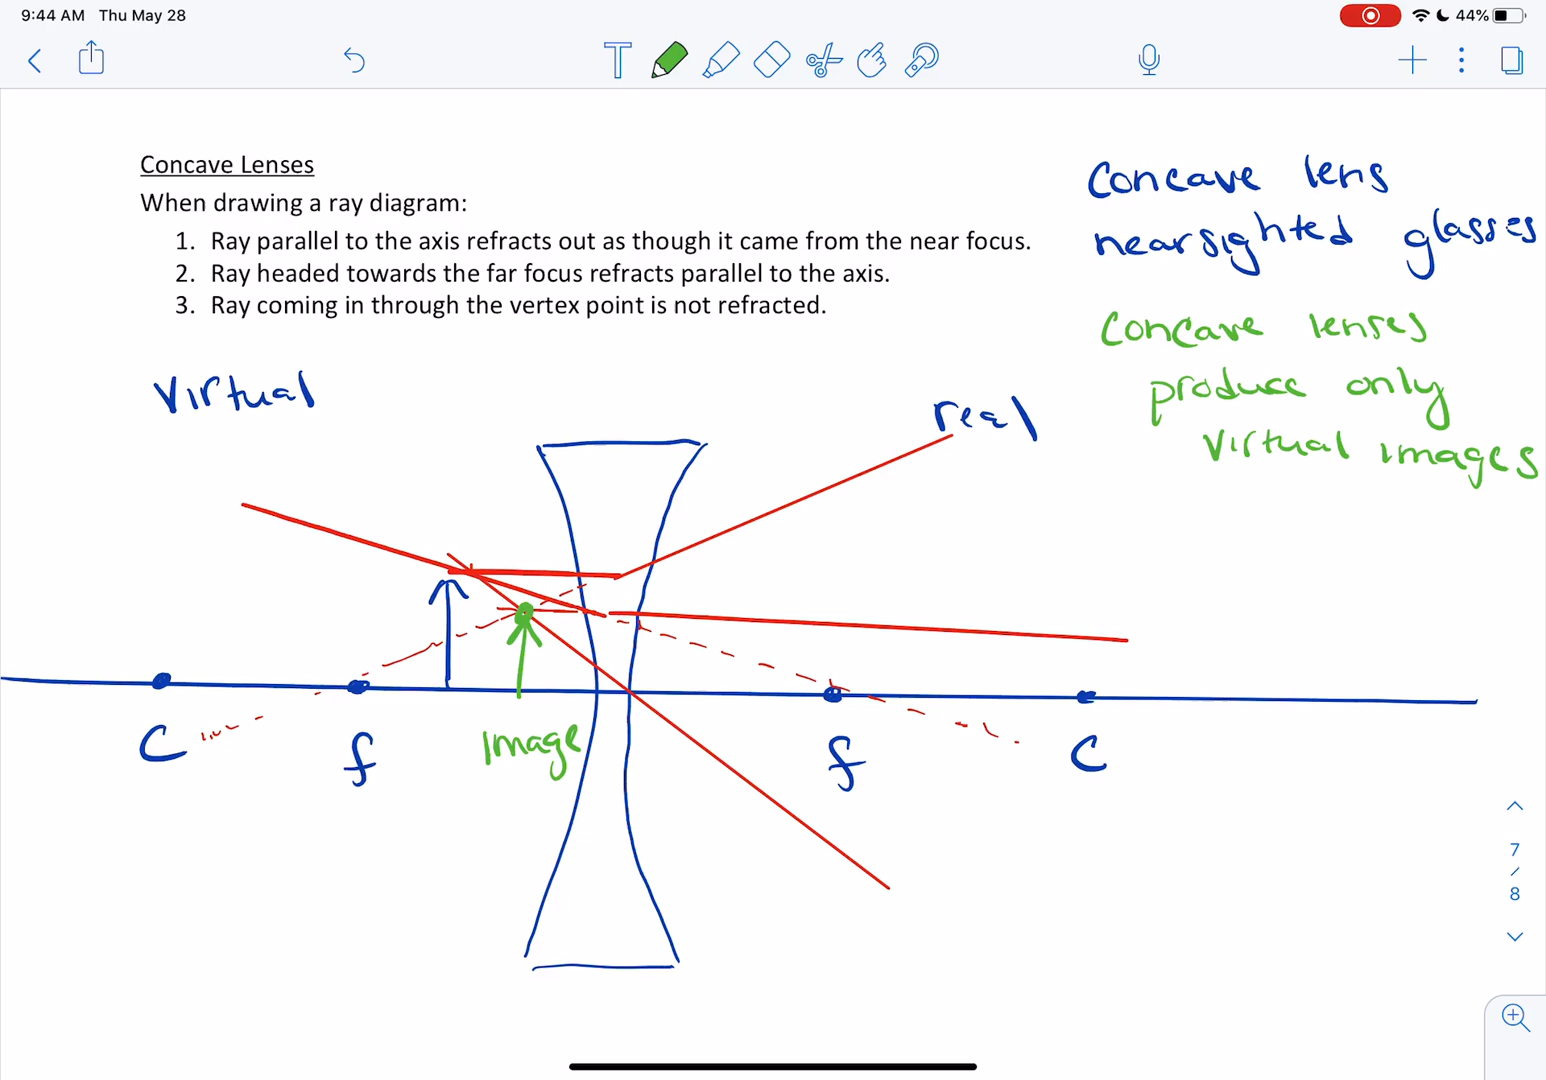 9:44 AM Thu May 28
44%
Concave Lenses
When drawing a ray diagram:
1. Ray parallel to the axis refracts out as though it came from the near focus.
2. Ray headed towards the far focus refracts parallel to the axis.
3. Ray coming in through the vertex point is not refracted.
Concave lens
nearsighted glasses
Concave lenses
produce only
virtual images
Virtual
real
C
f
Image
f
C
7
/
8